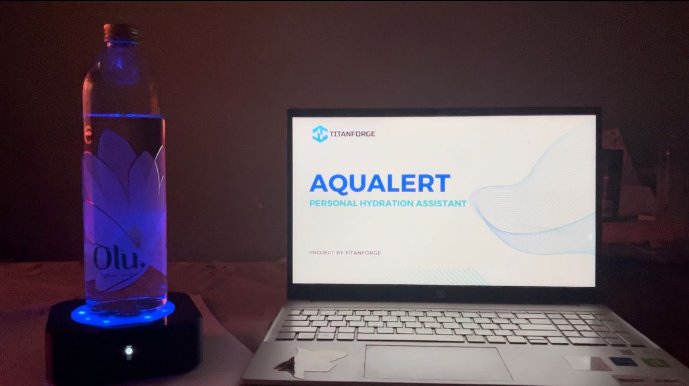 Olu.
TITANFORGE
AQUALERT
PERSONAL HYDRATION ASSISTANT
PROJECT BY TITANFORGE